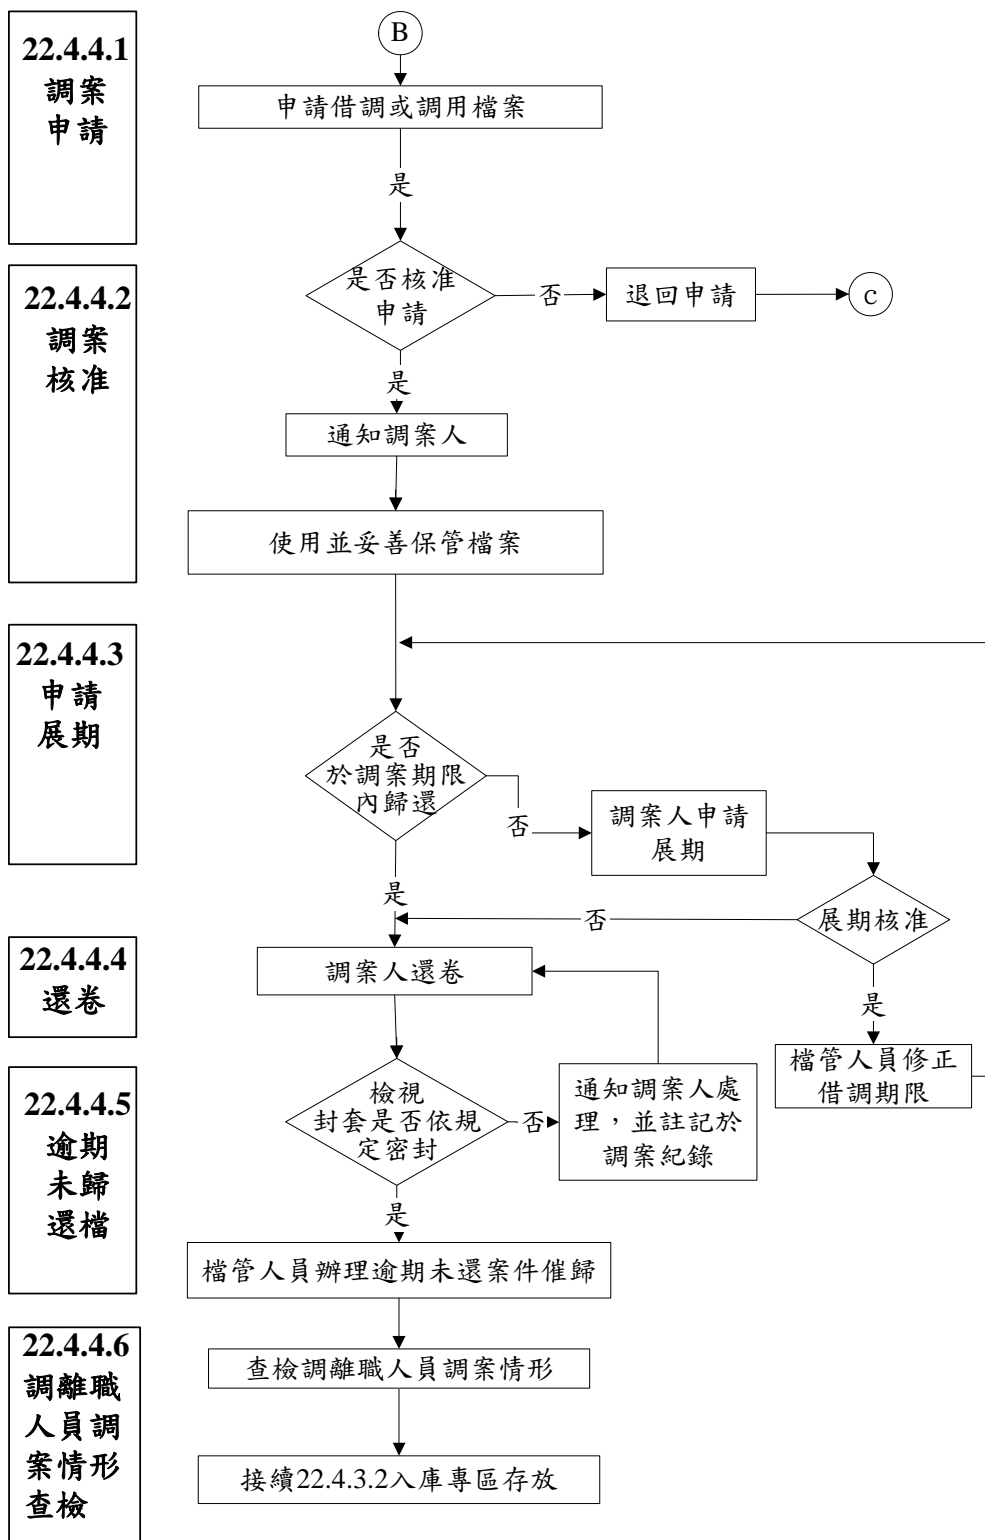 22.4.4.1
調案
申請
B
申請借調或調用檔案
是
22.4.4.2
調案
核准
是否核准
申請
否
退回申請
c
是
通知調案人
使用並妥善保管檔案
22.4.4.3
申請
展期
是否
於調案期限
內歸還
否
調案人申請
展期
是
否
展期核准
22.4.4.4
還卷
調案人還卷
是
檔管人員修正
借調期限
22.4.4.5
逾期
未歸
還檔
檢視
封套是否依規
定密封
否
通知調案人處
理，並註記於
調案紀錄
是
檔管人員辦理逾期未還案件催歸
22.4.4.6
調離職
人員調
案情形
查檢
查檢調離職人員調案情形
接續22.4.3.2入庫專區存放